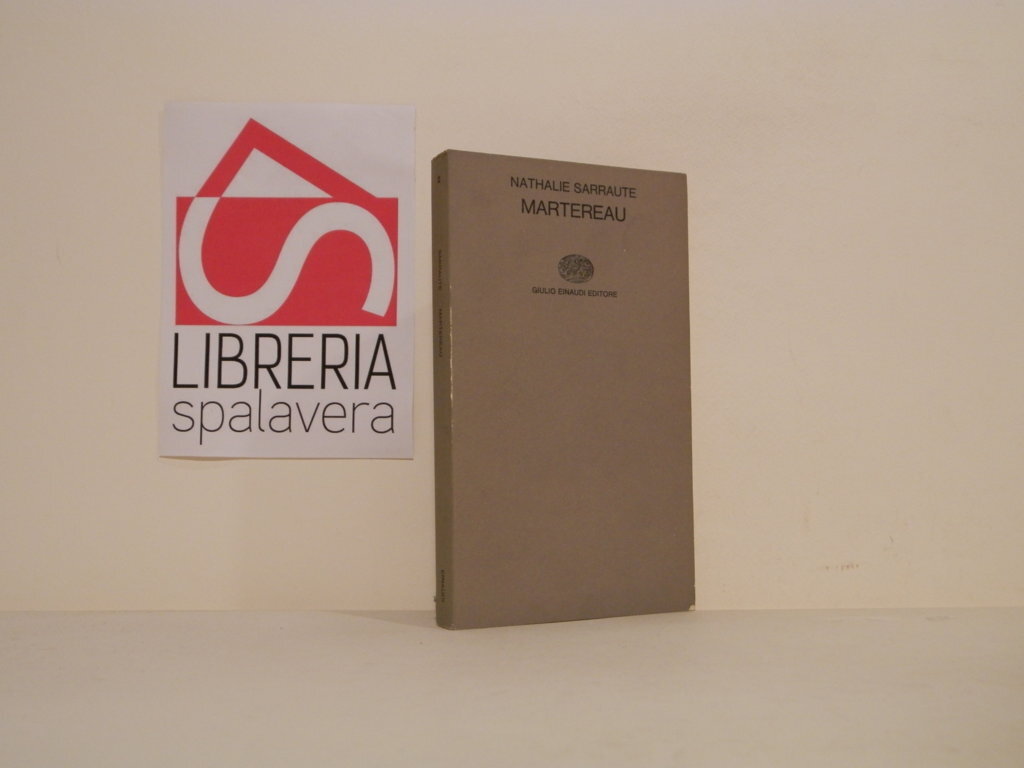 LIBRERIA
spalavera
NATHALIE SARRAUTE
MARTEREAU
GIULIO EINAUDI EDITORE